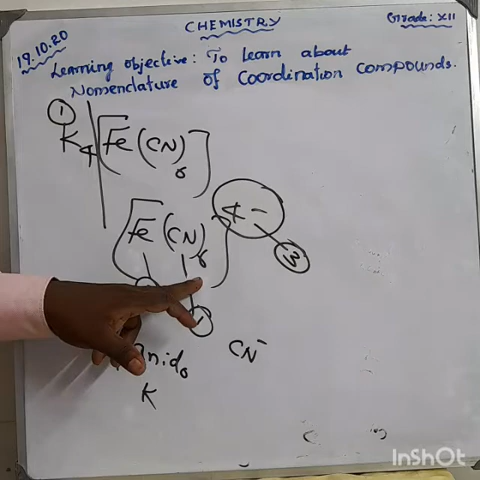 19.10.20
CHEMISTRY
Grade: XII
Learning objective: To learn about
Nomenclature of Coordination compounds.
1
K4[Fe(CN)6]
[Fe(CN)6]4-
3
CN-
K
InShOt